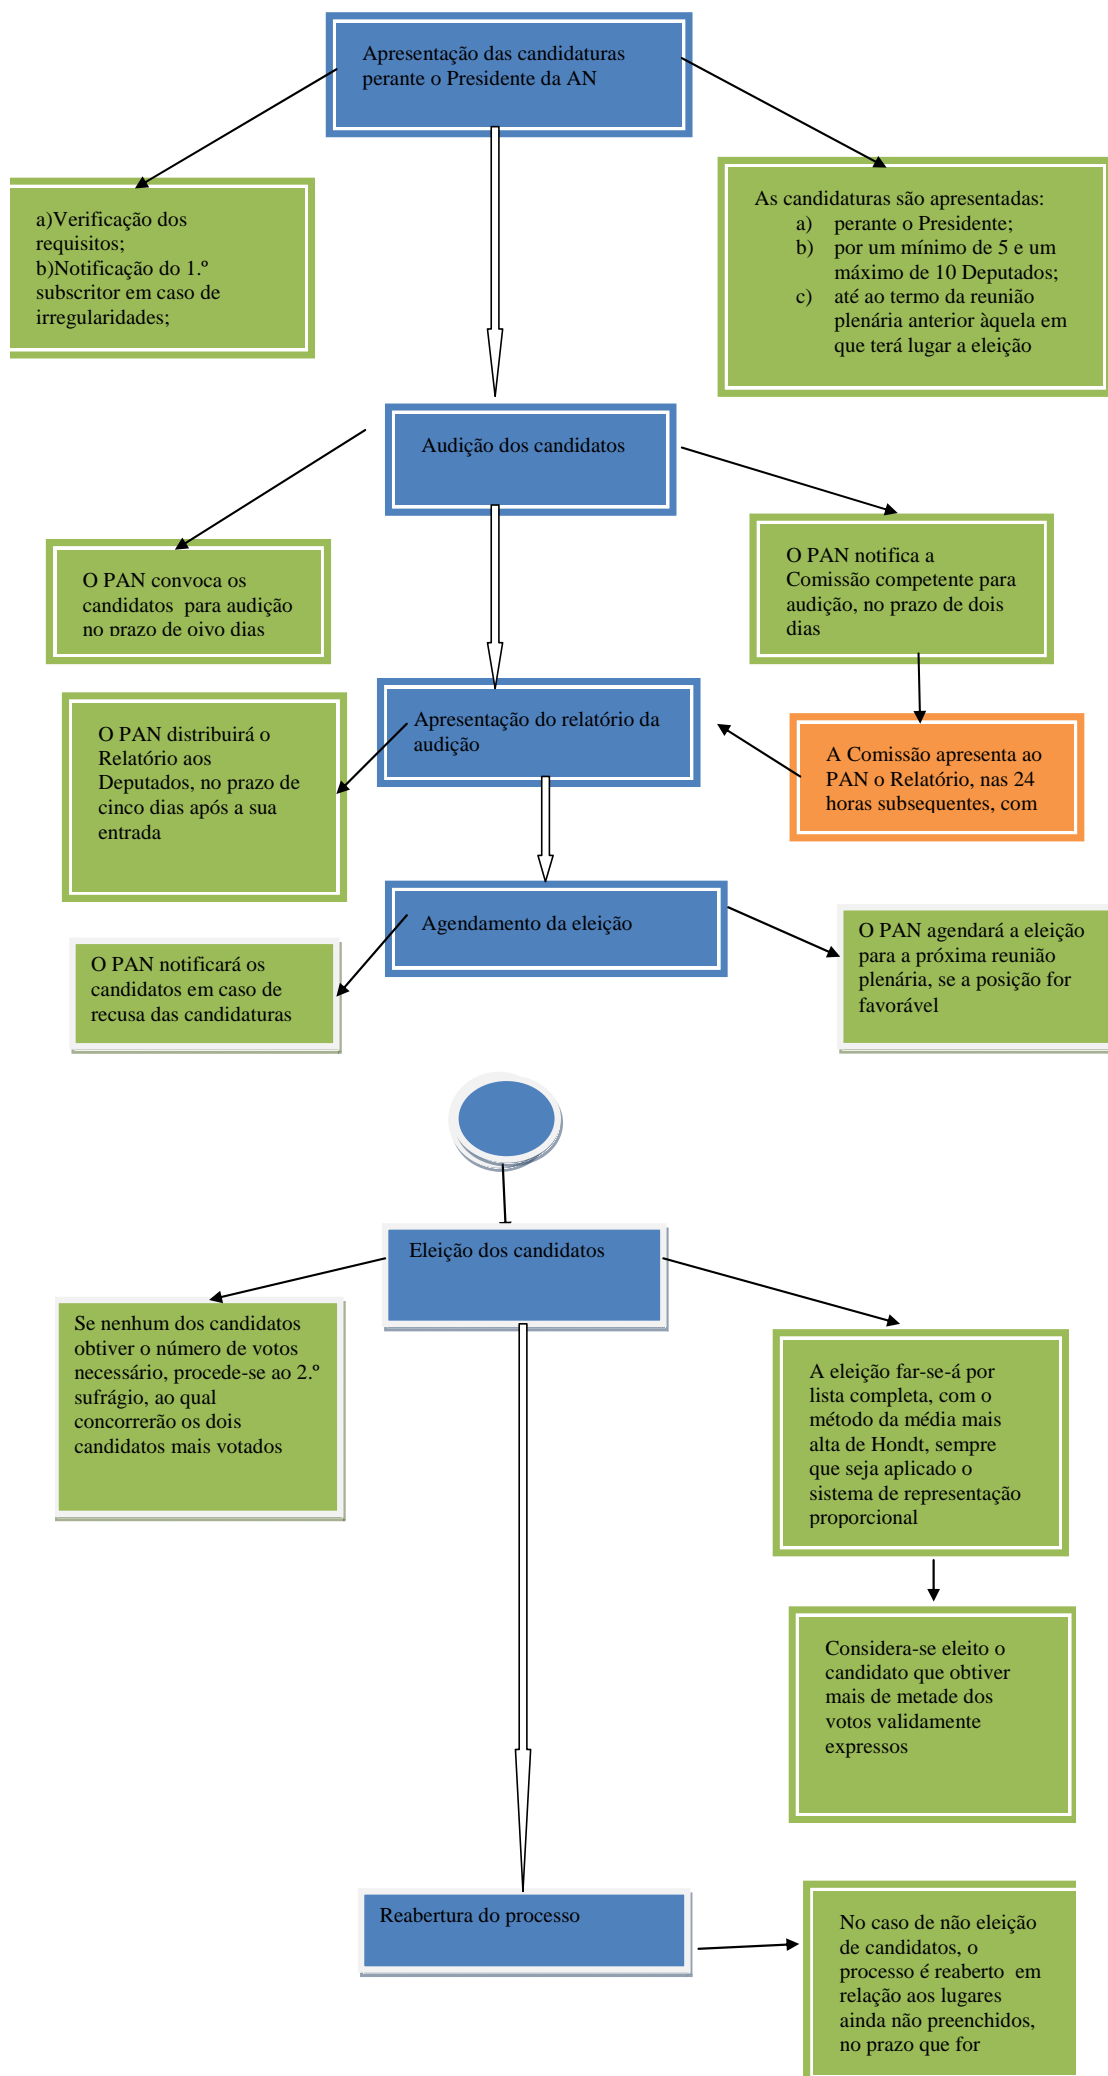 Apresentação das candidaturas
perante o Presidente da AN
a)Verificação dos
requisitos;
b)Notificação do 1.º
subscritor em caso de
irregularidades;
As candidaturas são apresentadas:
a) perante o Presidente;
b) por um mínimo de 5 e um
máximo de 10 Deputados;
c) até ao termo da reunião
plenária anterior àquela em
que terá lugar a eleição
Audição dos candidatos
O PAN convoca os
candidatos para audição
no prazo de oivo dias
O PAN notifica a
Comissão competente para
audição, no prazo de dois
dias
Apresentação do relatório da
audição
O PAN distribuirá o
Relatório aos
Deputados, no prazo de
cinco dias após a sua
entrada
A Comissão apresenta ao
PAN o Relatório, nas 24
horas subsequentes, com
Agendamento da eleição
O PAN notificará os
candidatos em caso de
recusa das candidaturas
O PAN agendará a eleição
para a próxima reunião
plenária, se a posição for
favorável
Eleição dos candidatos
Se nenhum dos candidatos
obtiver o número de votos
necessário, procede-se ao 2.º
sufrágio, ao qual
concorrerão os dois
candidatos mais votados
A eleição far-se-á por
lista completa, com o
método da média mais
alta de Hondt, sempre
que seja aplicado o
sistema de representação
proporcional
Considera-se eleito o
candidato que obtiver
mais de metade dos
votos validamente
expressos
Reabertura do processo
No caso de não eleição
de candidatos, o
processo é reaberto em
relação aos lugares
ainda não preenchidos,
no prazo que for